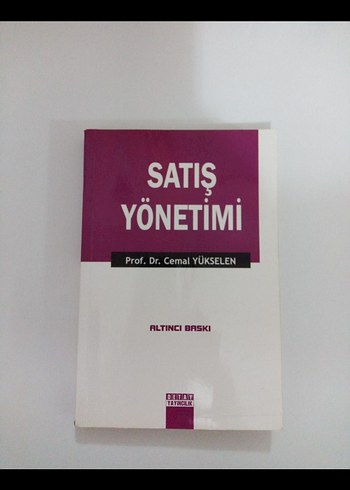 SATIŞ
YÖNETİMİ
Prof. Dr. Cemal YÜKSELEN
ALTINCI BASKI
DETAY
YAYINCILIK